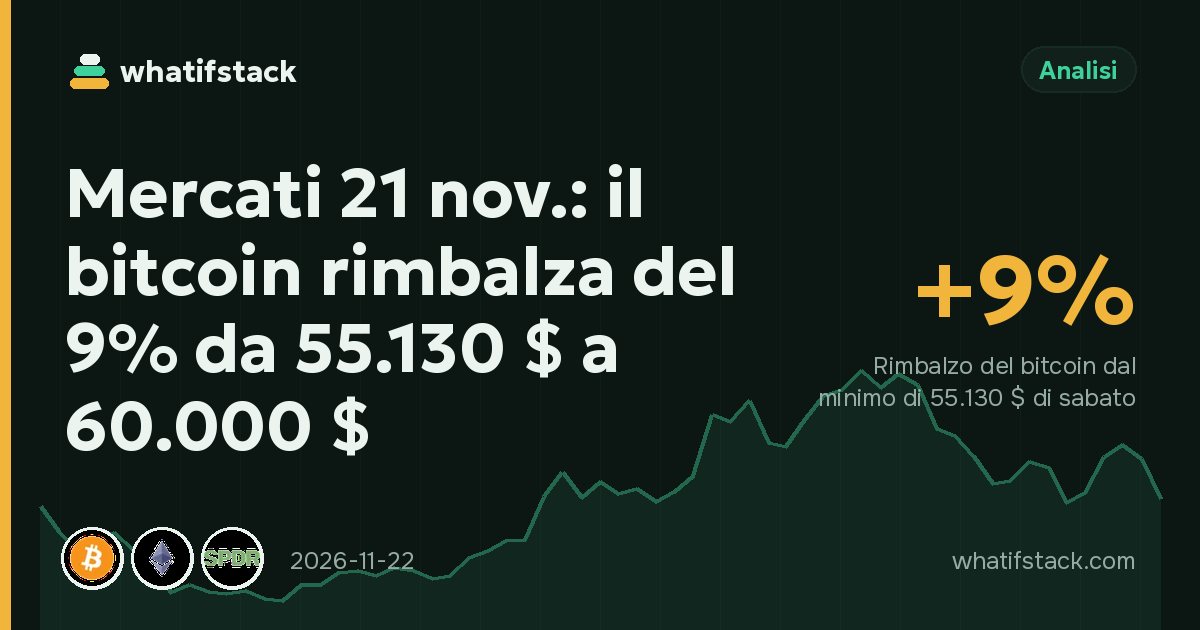 whatifstack
Analisi
Mercati 21 nov.: il
bitcoin rimbalza del
9% da 55.130 $ a
60.000 $
+9%
Rimbalzo del bitcoin dal
minimo di 55.130 $ di sabato
SPDR
2026-11-22
whatifstack.com